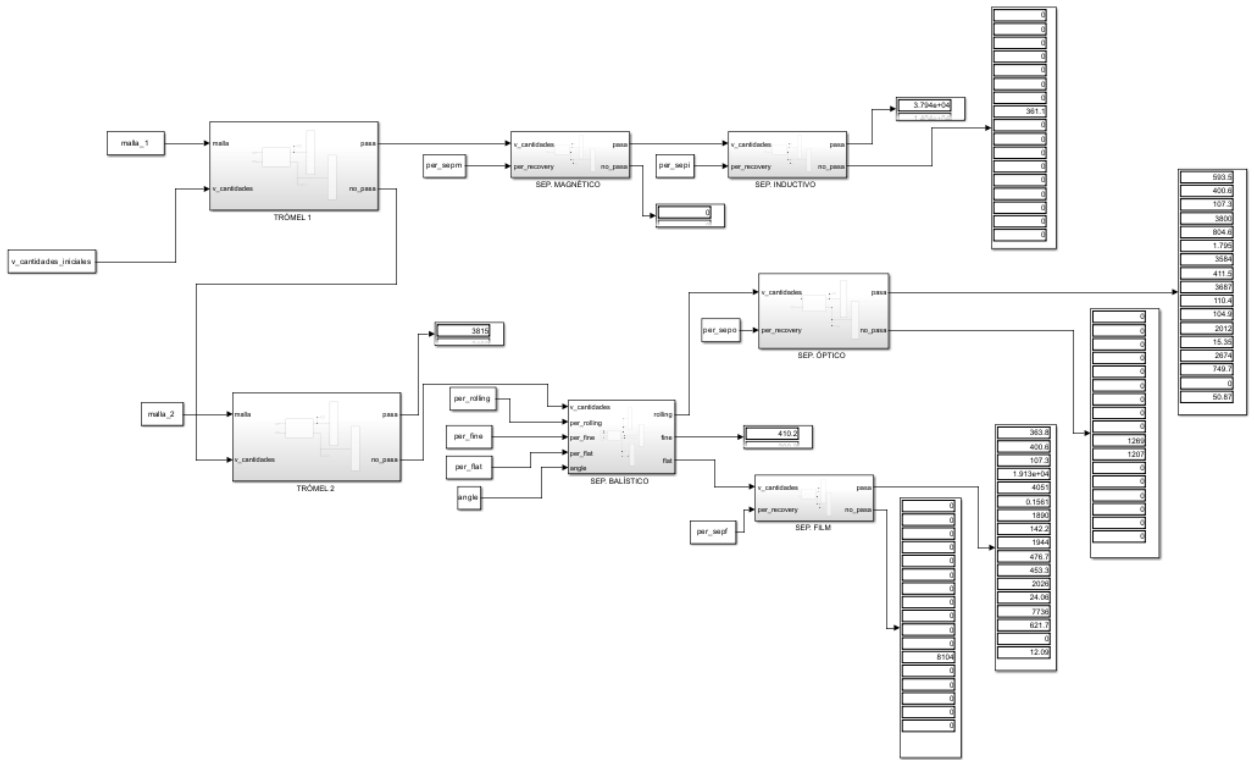 malla_1
v_cantidades_iniciales
malla
v_cantidades
pasa
no_pasa
TRÓMEL 1
per_sepm
v_cantidades
per_recovery
pasa
no_pasa
SEP. MAGNÉTICO
0
per_sepi
v_cantidades
per_recovery
pasa
no_pasa
SEP. INDUCTIVO
3.794e+04
0
0
0
0
0
0
0
361.1
0
0
0
0
0
0
0
0
0
malla_2
malla
v_cantidades
pasa
no_pasa
TRÓMEL 2
3815
per_rolling
per_fine
per_flat
angle
v_cantidades
per_rolling
per_fine
per_flat
angle
rolling
fine
flat
SEP. BALÍSTICO
410.2
per_sepo
v_cantidades
per_recovery
pasa
no_pasa
SEP. ÓPTICO
593.5
400.6
107.3
3800
804.6
1.795
3584
411.5
3687
110.4
104.9
2012
15.35
2674
749.7
0
50.87
0
0
0
0
0
0
0
0
0
1269
1207
0
0
0
0
0
0
per_sepf
v_cantidades
per_recovery
pasa
no_pasa
SEP. FILM
363.8
400.6
107.3
1.913e+04
4051
0.1561
1890
142.2
1944
476.7
453.3
2026
24.06
7736
621.7
0
12.09
0
0
0
0
0
0
0
0
0
0
0
8104
0
0
0
0
0